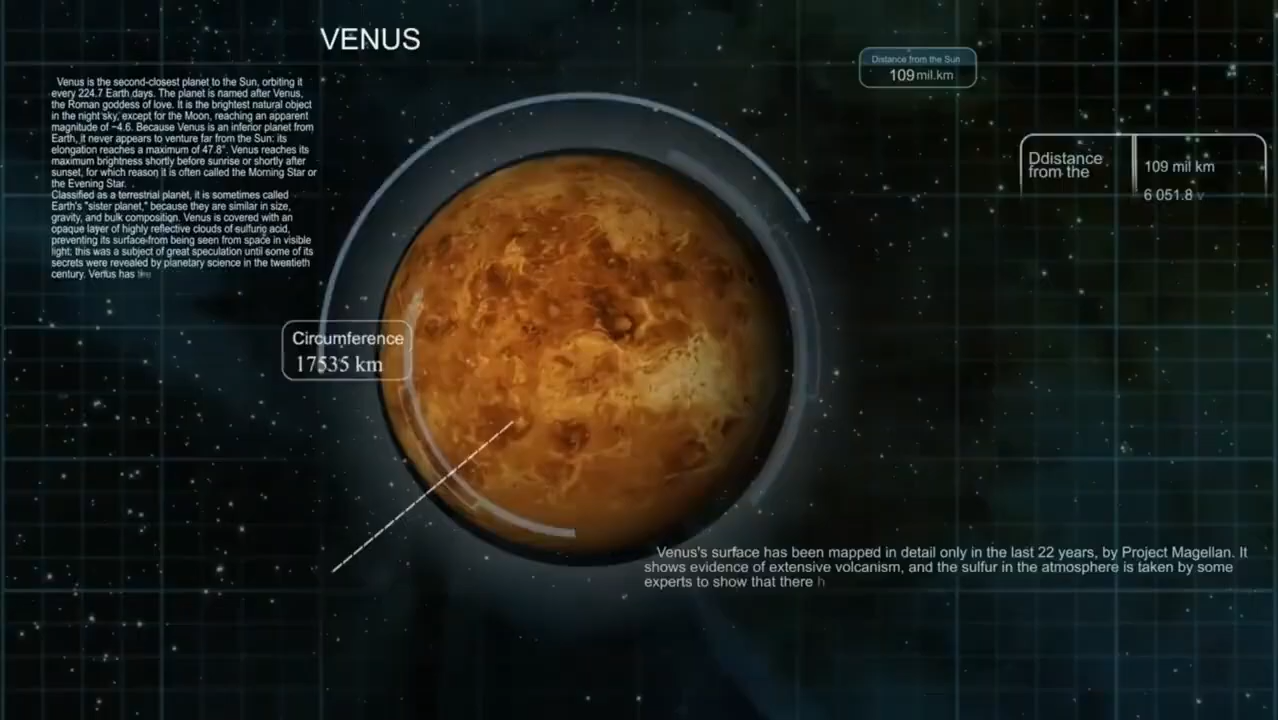 VENUS
Venus is the second-closest planet to the Sun, orbiting it
every 224.7 Earth days. The planet is named after Venus,
the Roman goddess of love. It is the brightest natural object
in the night sky, except for the Moon, reaching an apparent
magnitude of −4.6. Because Venus is an inferior planet from
Earth, it never appears to venture far from the Sun: its
elongation reaches a maximum of 47.8°. Venus reaches its
maximum brightness shortly before sunrise or shortly after
sunset, for which reason it is often called the Morning Star or
the Evening Star.
Classified as a terrestrial planet, it is sometimes called
Earth's "sister planet," because they are similar in size,
gravity, and bulk composition. Venus is covered with an
opaque layer of highly reflective clouds of sulfuric acid,
preventing its surface from being seen from space in visible
light; this was a subject of great speculation until some of its
secrets were revealed by planetary science in the twentieth
century. Venus has
Distance from the Sun
109 mil.km
Ddistance
from the
109 mil km
6 051.8
Circumference
17535 km
Venus's surface has been mapped in detail only in the last 22 years, by Project Magellan. It
shows evidence of extensive volcanism, and the sulfur in the atmosphere is taken by some
experts to show that there h